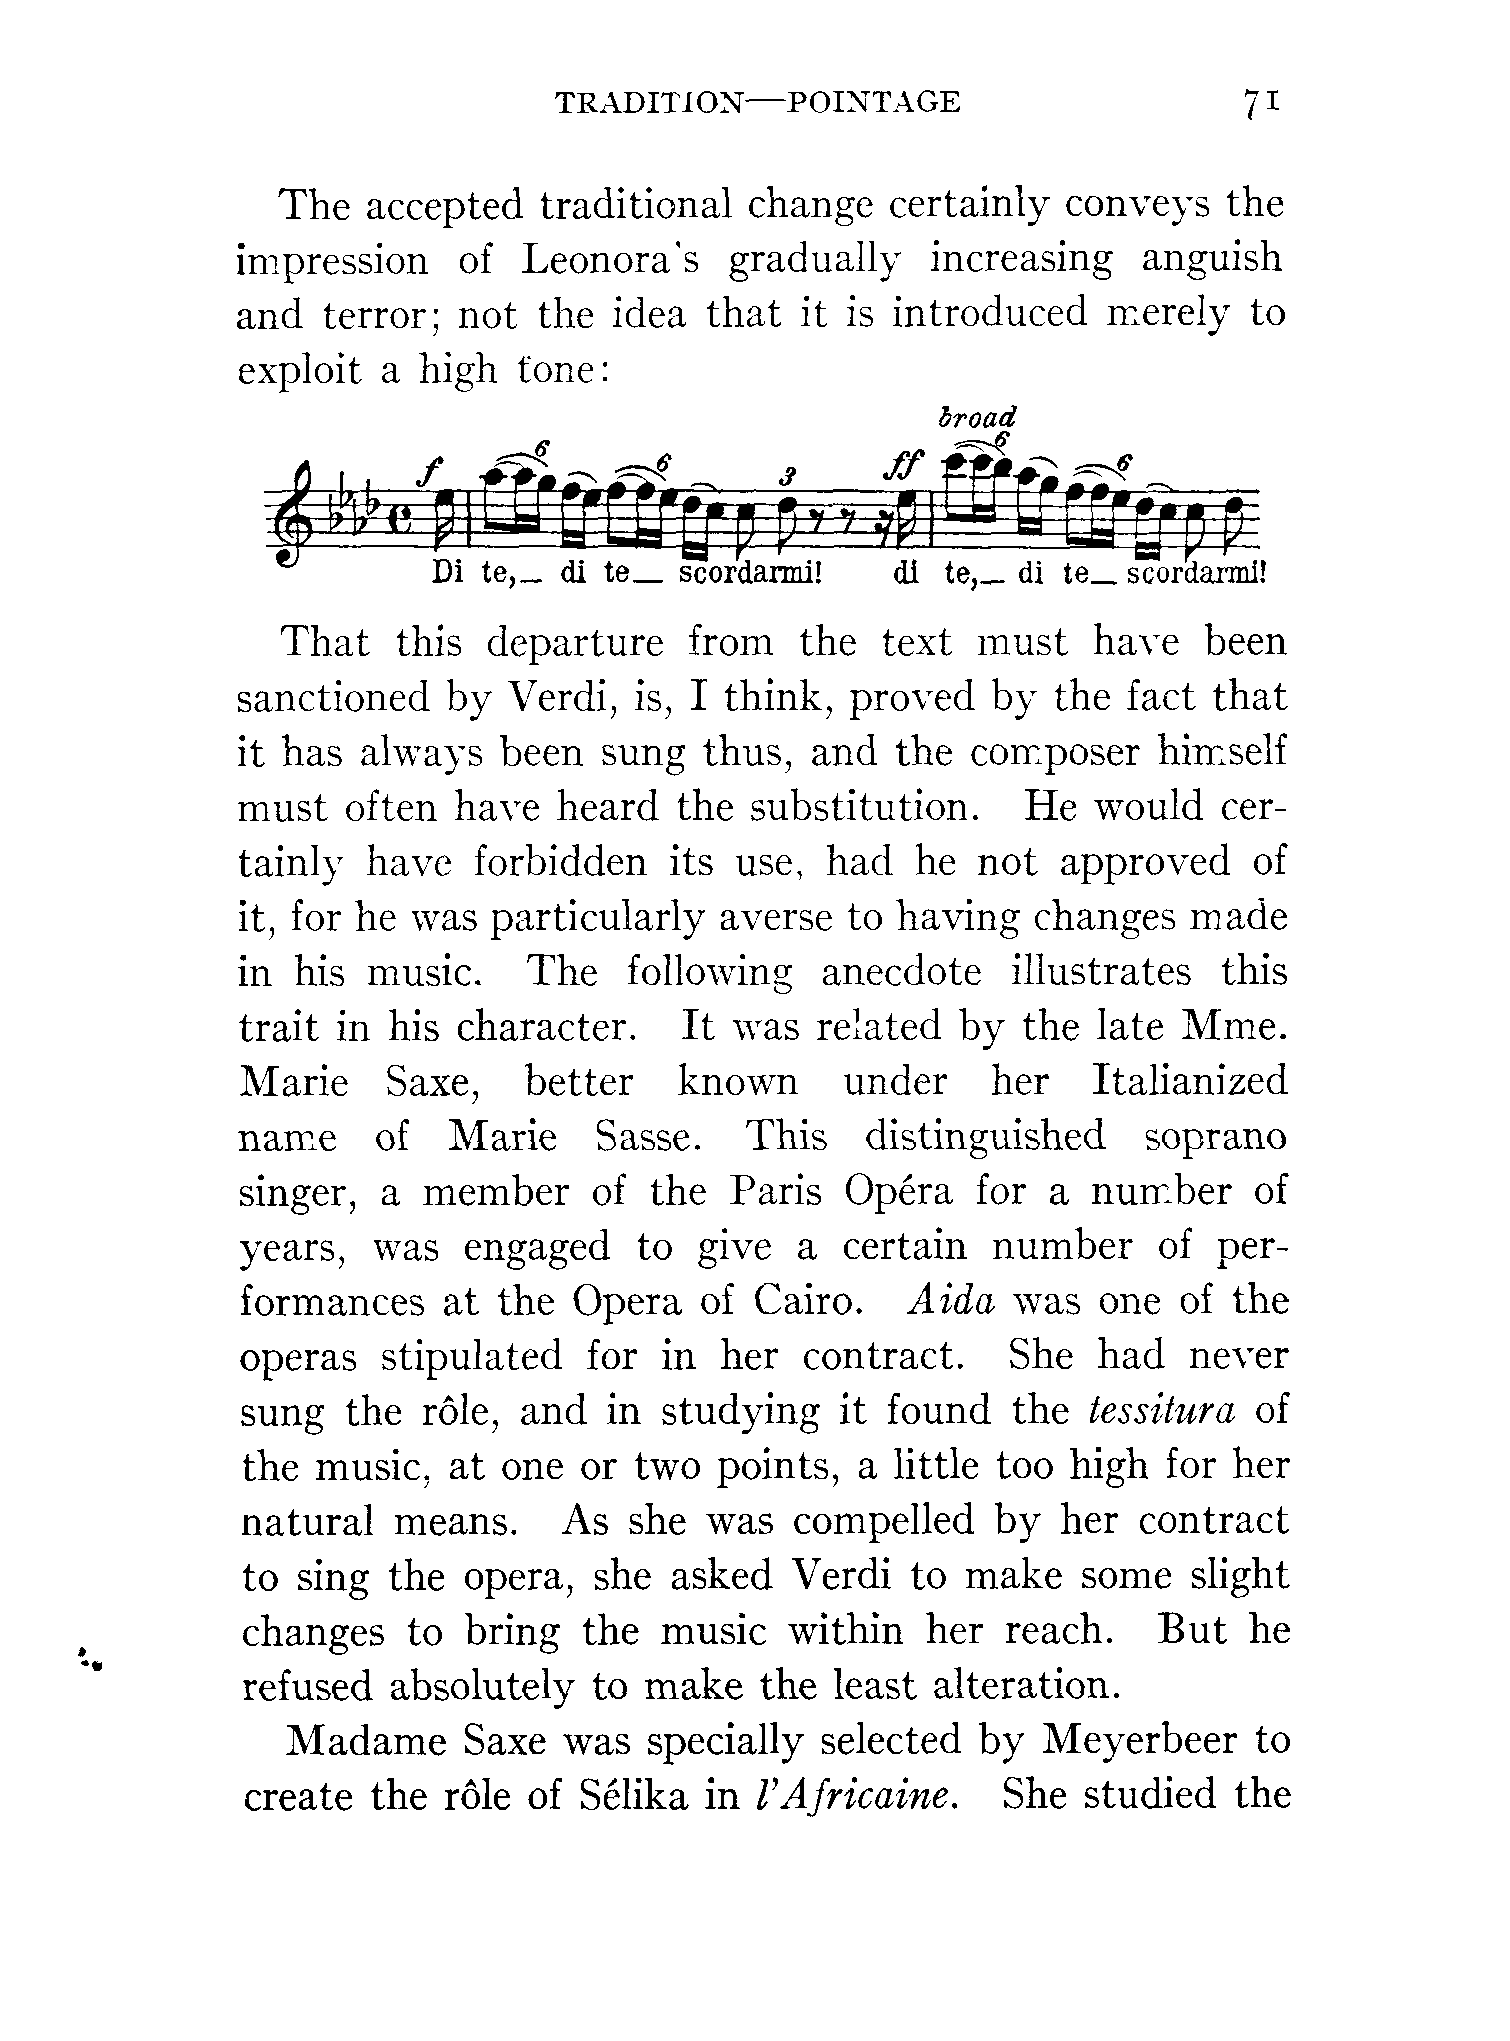 TRADITION—POINTAGE 71
The accepted traditional change certainly conveys the
impression of Leonora's gradually increasing anguish
and terror; not the idea that it is introduced merely to
exploit a high tone:
broad
f 6 6 3 ff 6 6
Di te,_ di te_ scordarmi! di te,_ di te_ scordarmi!
That this departure from the text must have been
sanctioned by Verdi, is, I think, proved by the fact that
it has always been sung thus, and the composer himself
must often have heard the substitution. He would cer-
tainly have forbidden its use, had he not approved of
it, for he was particularly averse to having changes made
in his music. The following anecdote illustrates this
trait in his character. It was related by the late Mme.
Marie Saxe, better known under her Italianized
name of Marie Sasse. This distinguished soprano
singer, a member of the Paris Opéra for a number of
years, was engaged to give a certain number of per-
formances at the Opera of Cairo. Aida was one of the
operas stipulated for in her contract. She had never
sung the rôle, and in studying it found the tessitura of
the music, at one or two points, a little too high for her
natural means. As she was compelled by her contract
to sing the opera, she asked Verdi to make some slight
changes to bring the music within her reach. But he
refused absolutely to make the least alteration.
Madame Saxe was specially selected by Meyerbeer to
create the rôle of Sélika in l'Africaine. She studied the